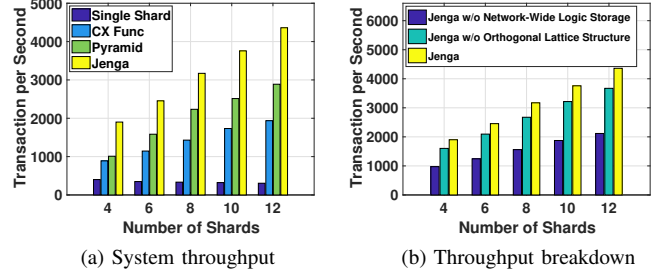 5000
4000
3000
2000
1000
0
Transaction per Second
Single Shard
CX Func
Pyramid
Jenga
4 6 8 10 12
Number of Shards
(a) System throughput
6000
5000
4000
3000
2000
1000
0
Transaction per Second
Jenga w/o Network-Wide Logic Storage
Jenga w/o Orthogonal Lattice Structure
Jenga
4 6 8 10 12
Number of Shards
(b) Throughput breakdown